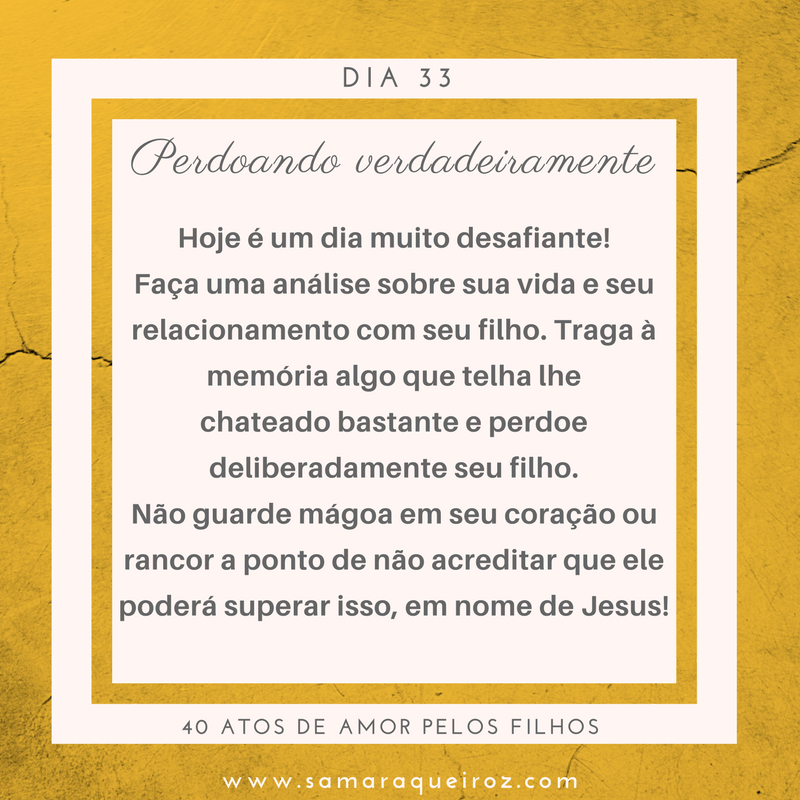 DIA 33
Perdoando verdadeiramente
Hoje é um dia muito desafiante!
Faça uma análise sobre sua vida e seu
relacionamento com seu filho. Traga à
memória algo que telha lhe
chateado bastante e perdoe
deliberadamente seu filho.
Não guarde mágoa em seu coração ou
rancor a ponto de não acreditar que ele
poderá superar isso, em nome de Jesus!
40 ATOS DE AMOR PELOS FILHOS
www.samaraqueiroz.com